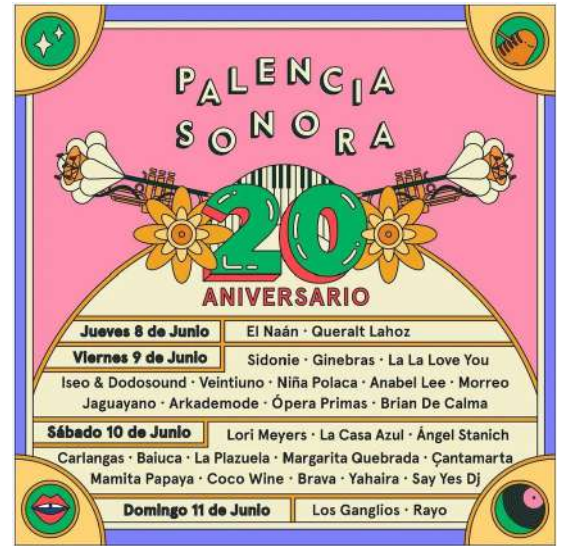 PALENCIA
SONORA
20
ANIVERSARIO
Jueves 8 de Junio El Naán · Queralt Lahoz
Viernes 9 de Junio Sidonie · Ginebras · La La Love You
Iseo & Dodosound · Veintiuno · Niña Polaca · Anabel Lee · Morreo
Jaguayano · Arkademode · Ópera Primas · Brian De Calma
Sábado 10 de Junio Lori Meyers · La Casa Azul · Ángel Stanich
Carlangas · Baiuca · La Plazuela · Margarita Quebrada · Çantamarta
Mamita Papaya · Coco Wine · Brava · Yahaira · Say Yes Dj
Domingo 11 de Junio Los Ganglios · Rayo